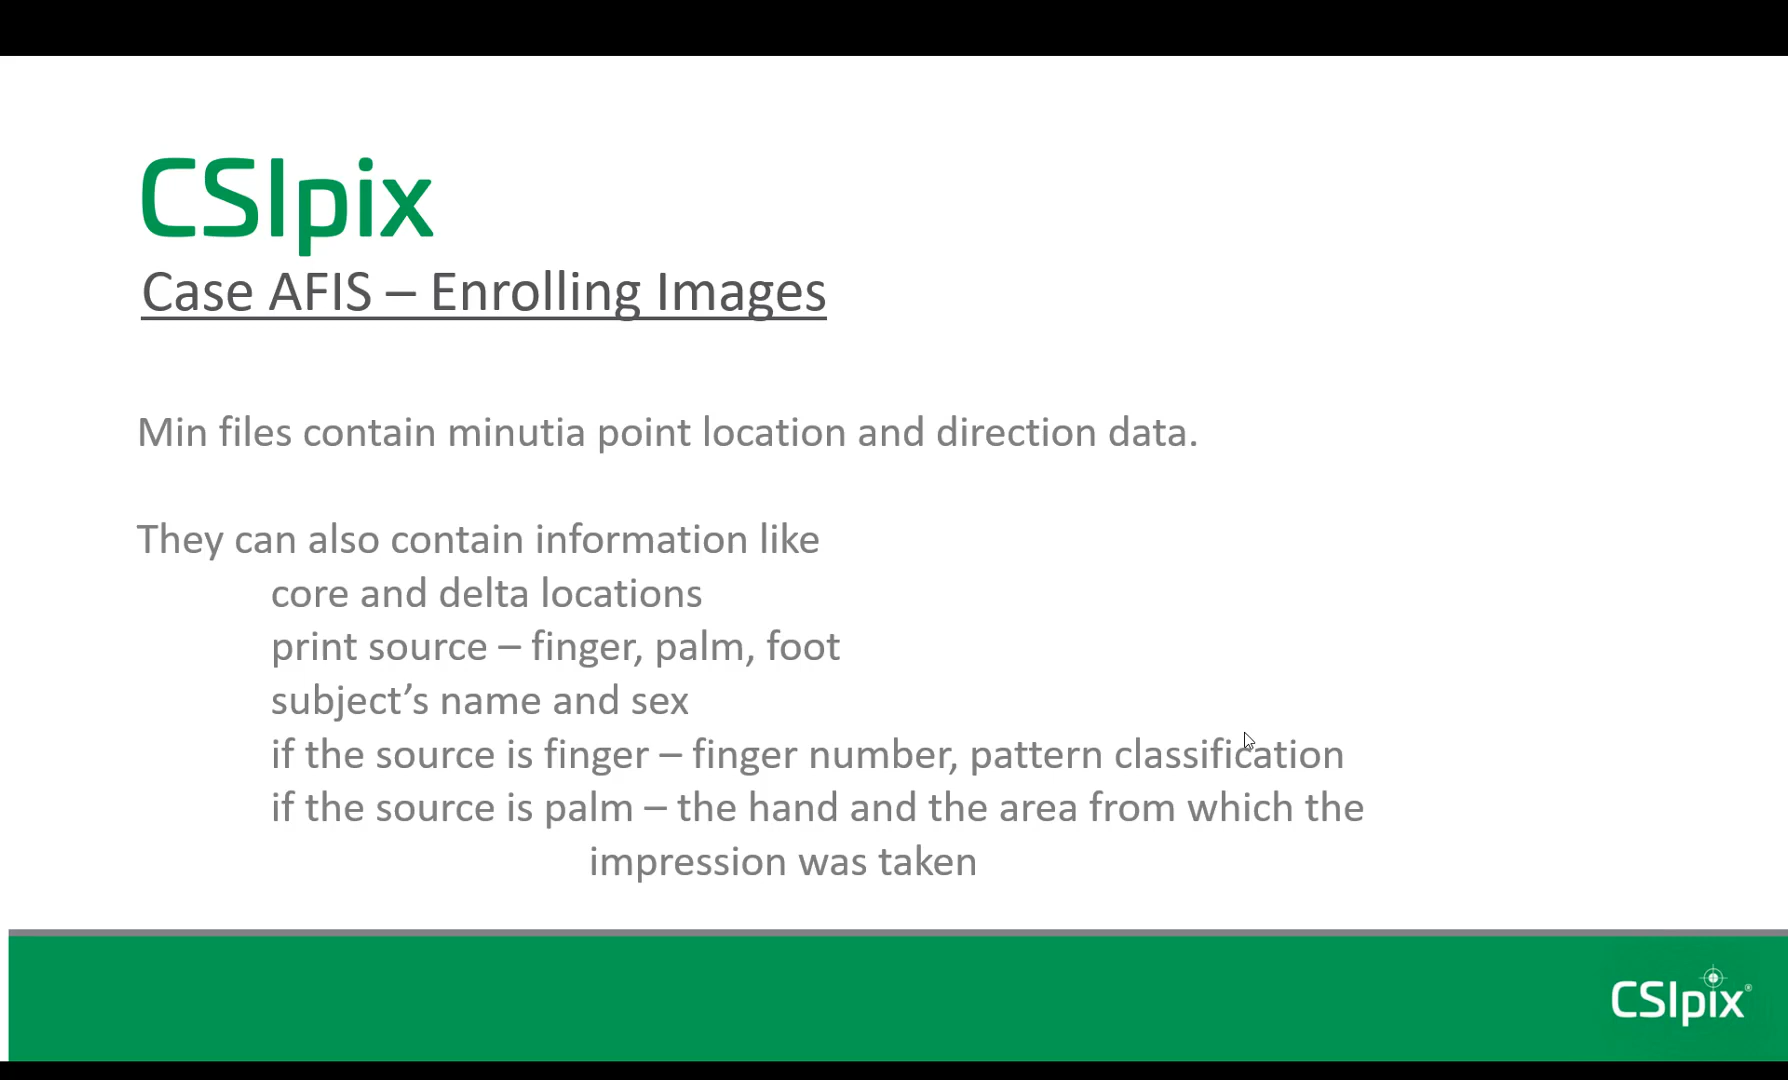 CSIpix
Case AFIS – Enrolling Images
Min files contain minutia point location and direction data.
They can also contain information like
core and delta locations
print source – finger, palm, foot
subject’s name and sex
if the source is finger – finger number, pattern classification
if the source is palm – the hand and the area from which the
impression was taken
CSIpix®